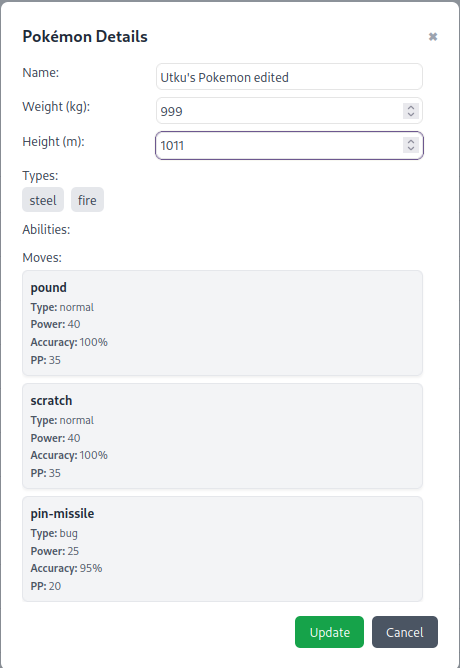 Pokémon Details
Name: Utku's Pokemon edited
Weight (kg): 999
Height (m): 1011
Types:
steel fire
Abilities:
Moves:
pound
Type: normal
Power: 40
Accuracy: 100%
PP: 35
scratch
Type: normal
Power: 40
Accuracy: 100%
PP: 35
pin-missile
Type: bug
Power: 25
Accuracy: 95%
PP: 20
Update Cancel